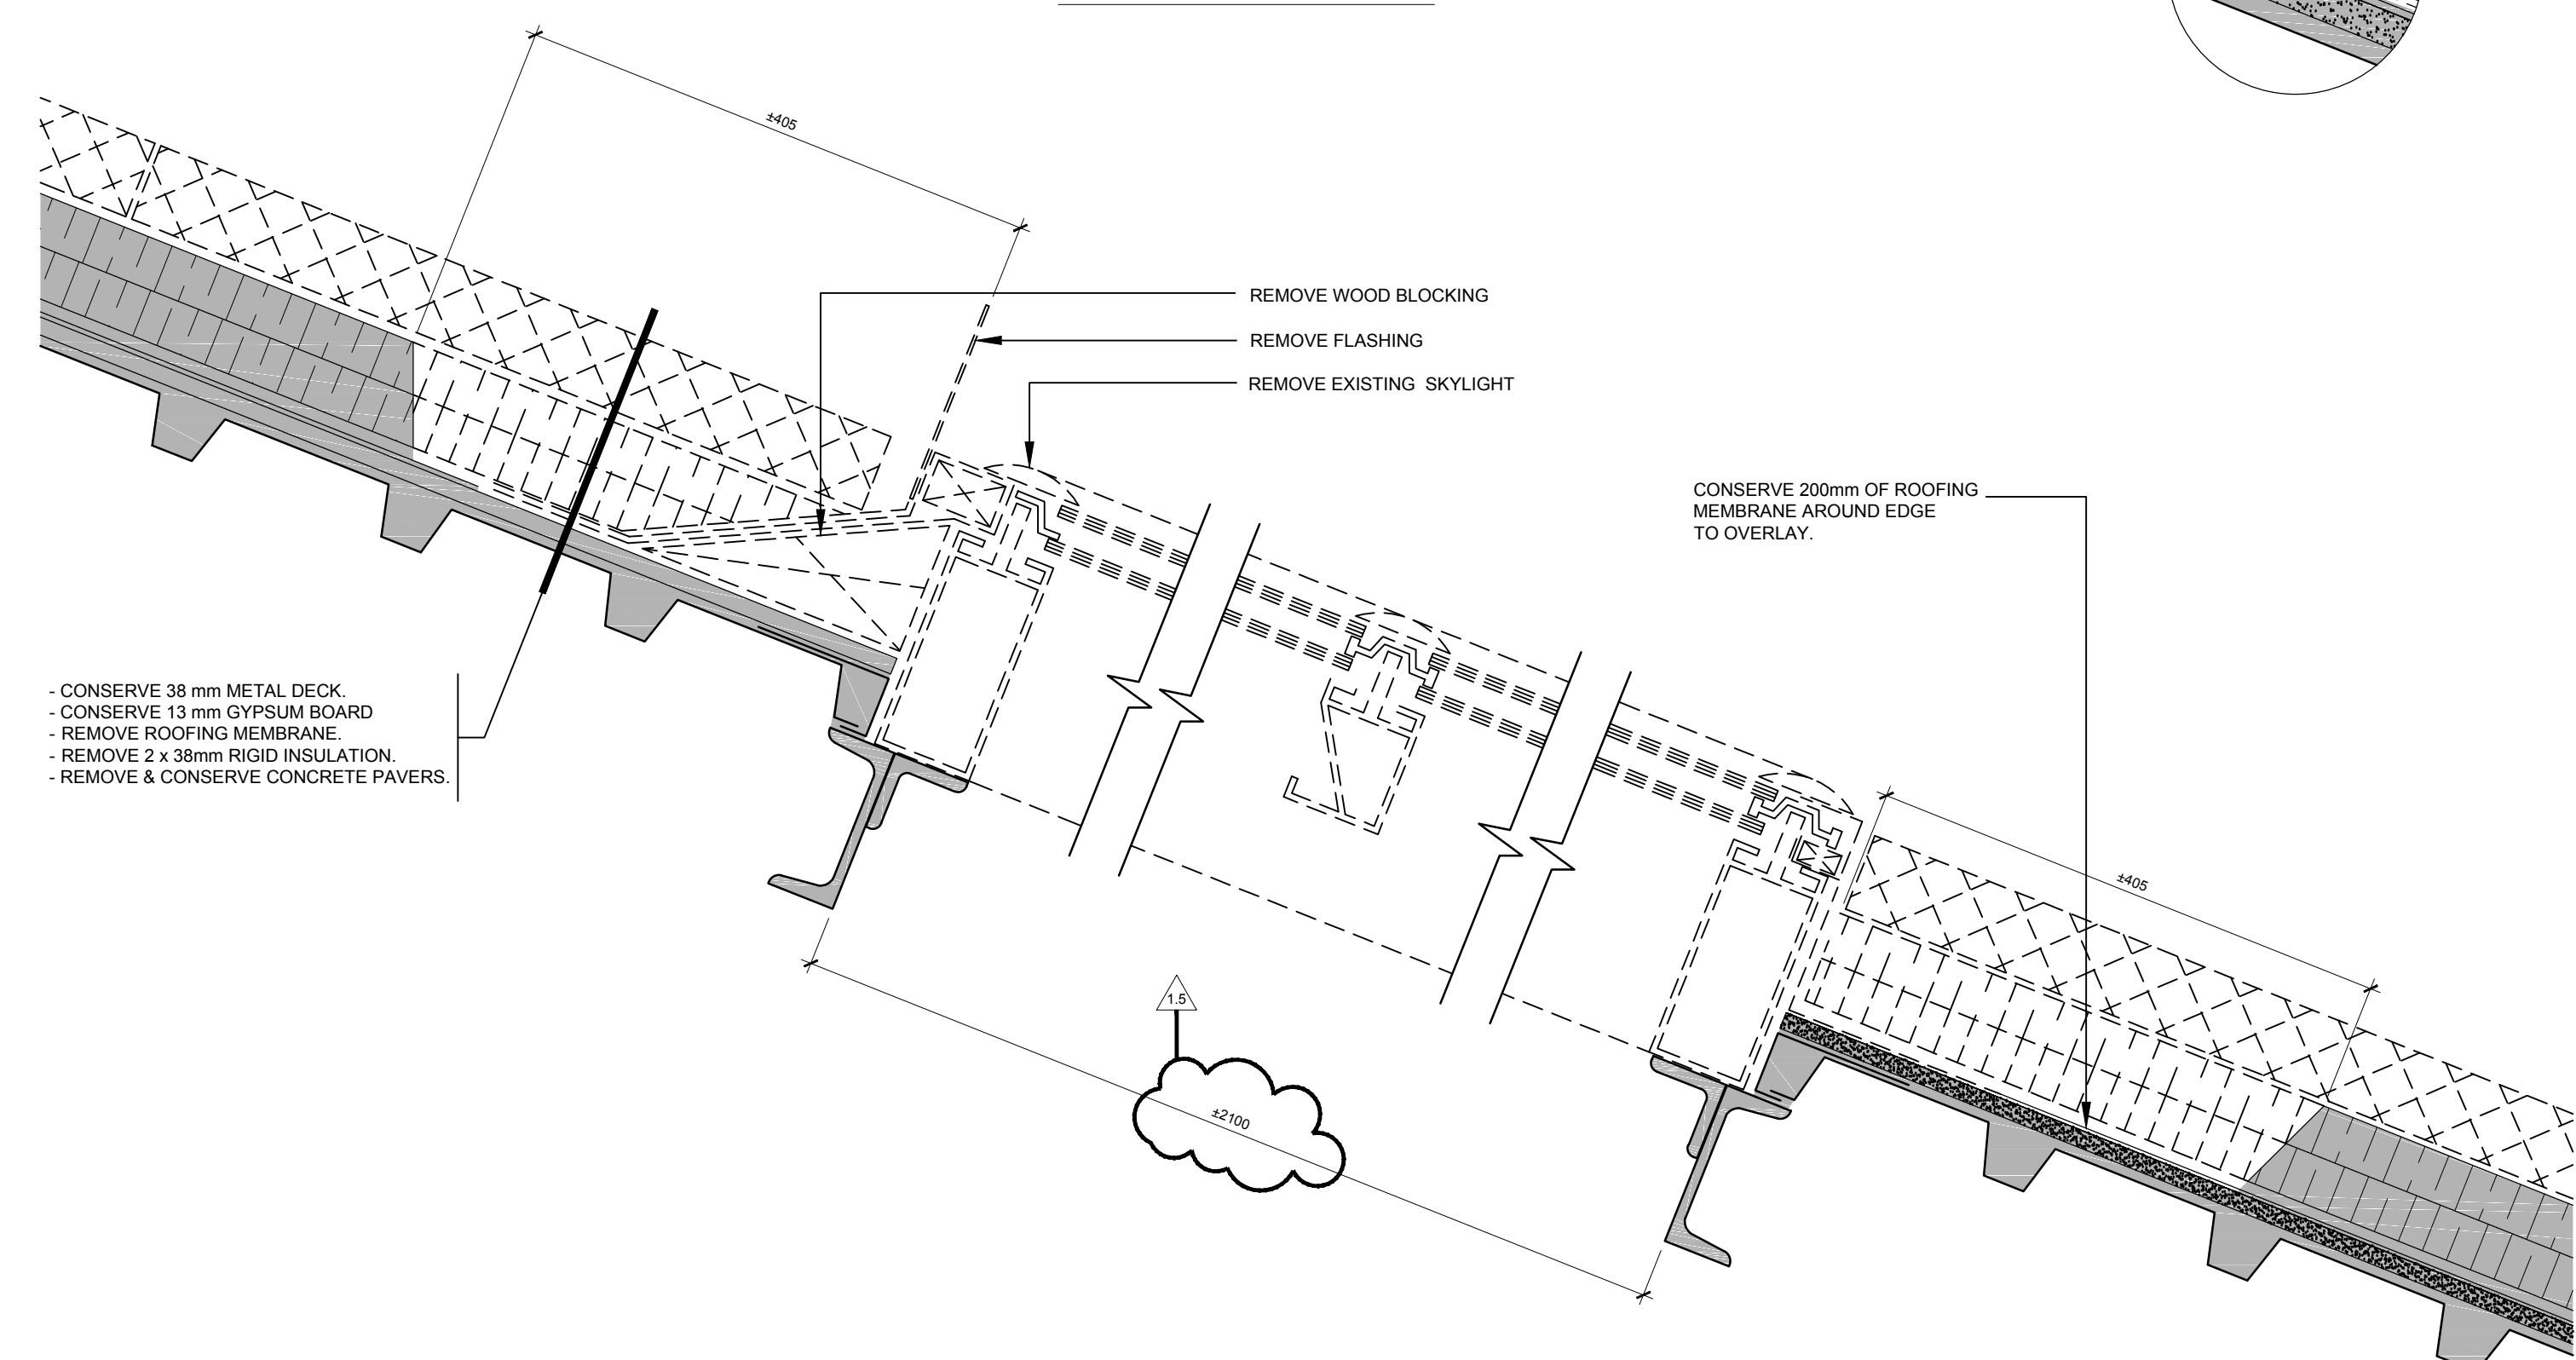 ±405
REMOVE WOOD BLOCKING
REMOVE FLASHING
REMOVE EXISTING SKYLIGHT
CONSERVE 200mm OF ROOFING
MEMBRANE AROUND EDGE
TO OVERLAY.
- CONSERVE 38 mm METAL DECK.
- CONSERVE 13 mm GYPSUM BOARD
- REMOVE ROOFING MEMBRANE.
- REMOVE 2 x 38mm RIGID INSULATION.
- REMOVE & CONSERVE CONCRETE PAVERS.
±405
1.5
±2100